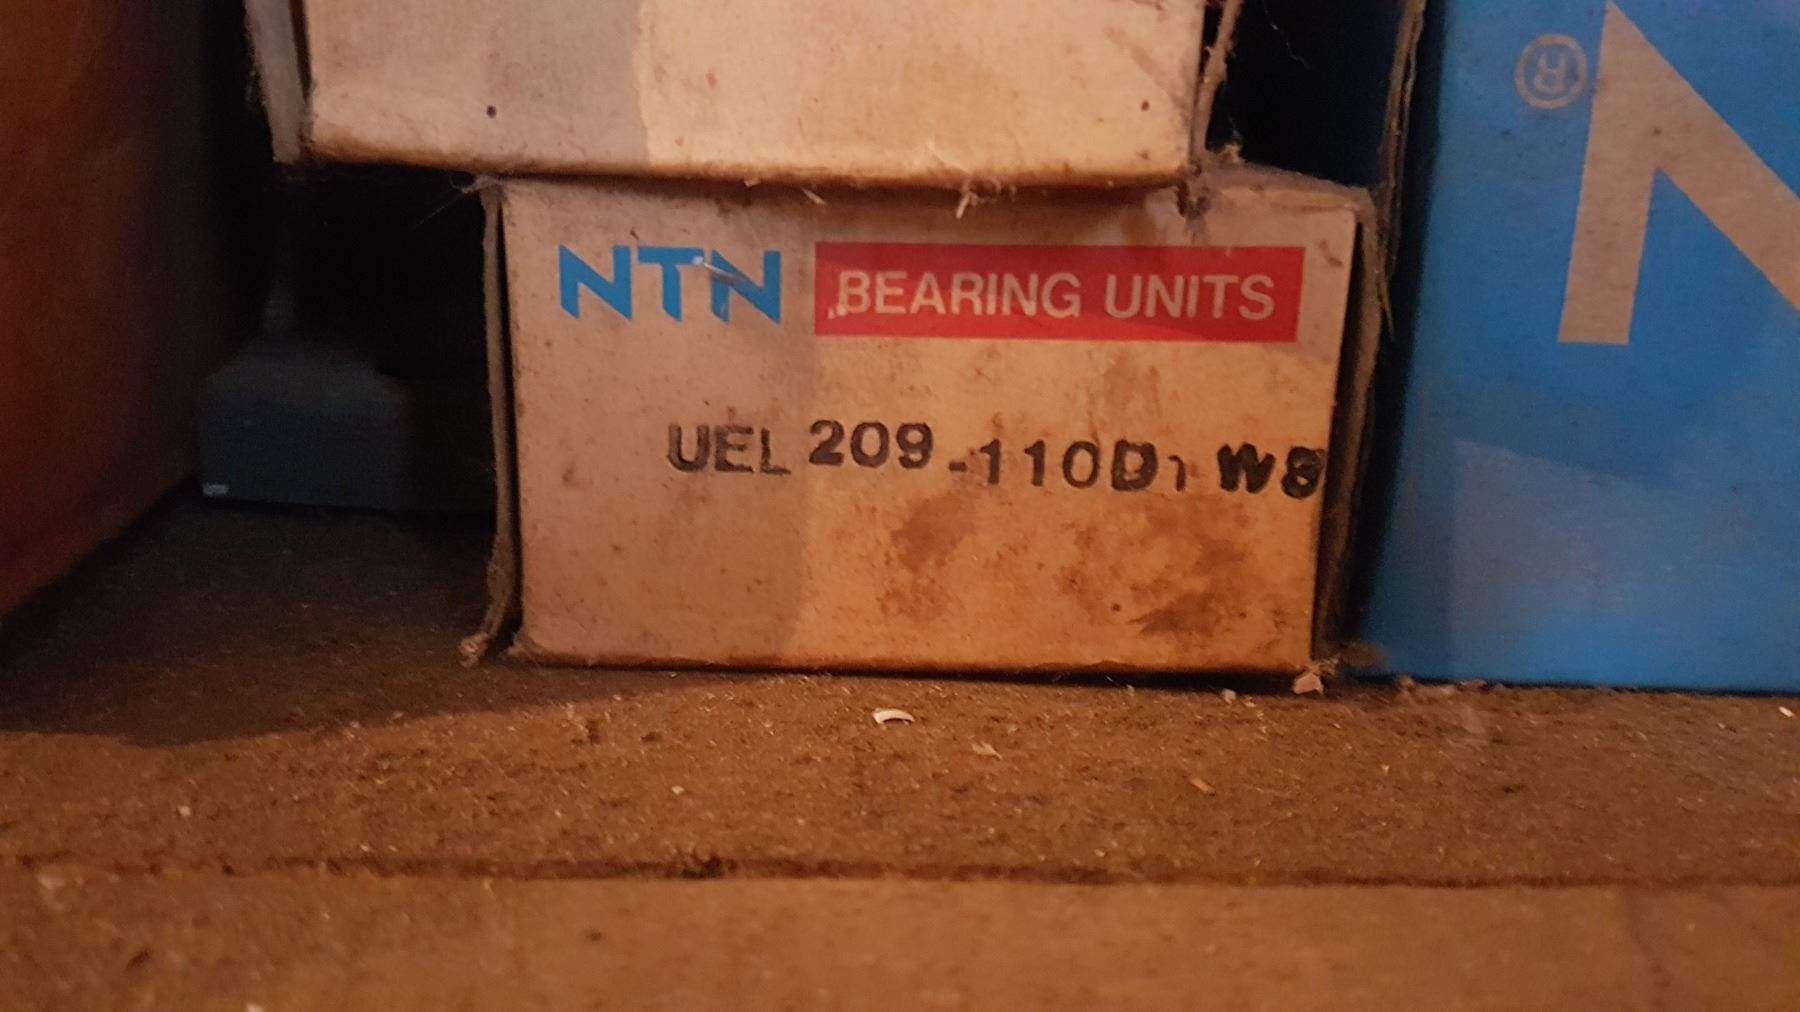 NTN BEARING UNITS
UEL 209-110D1 W8
®
N